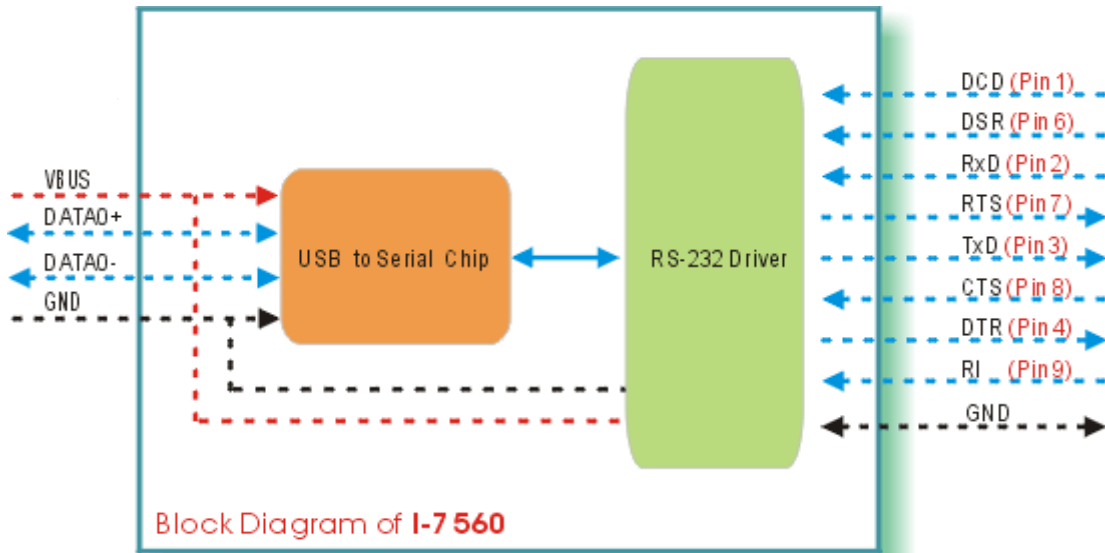 VBUS
DATA0+
DATA0-
GND
USB to Serial Chip
RS-232 Driver
DCD (Pin 1)
DSR (Pin 6)
RxD (Pin 2)
RTS (Pin 7)
TxD (Pin 3)
CTS (Pin 8)
DTR (Pin 4)
RI (Pin 9)
GND
Block Diagram of I-7560